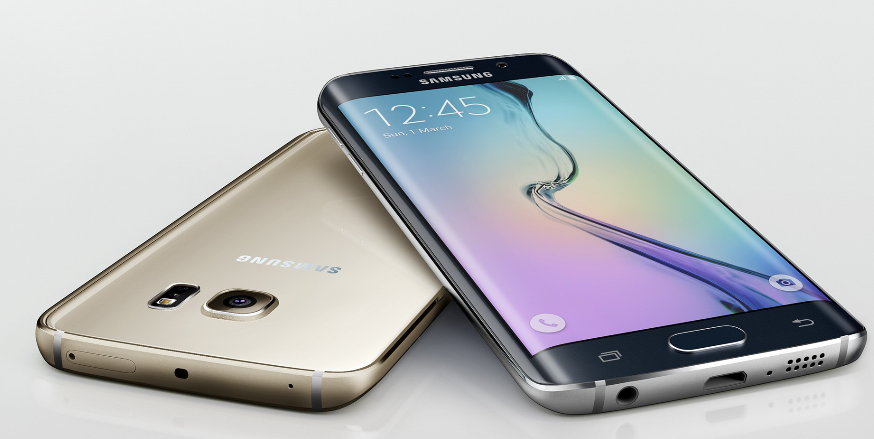 SAMSUNG
12:45
Sun, 1 March
SAMSUNG